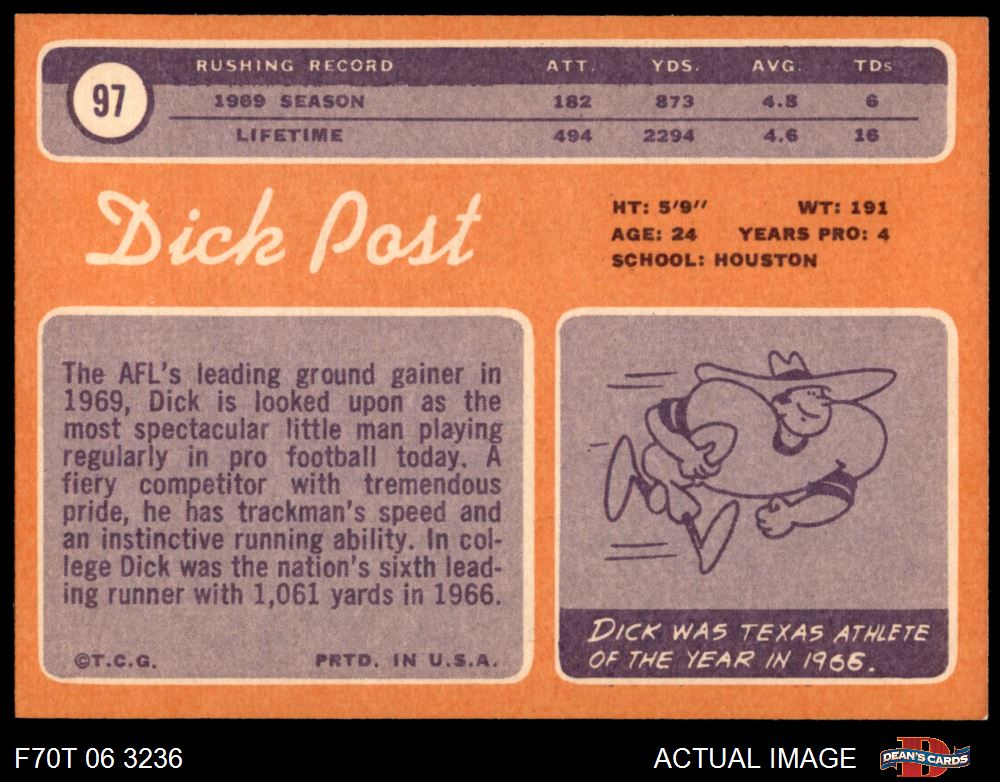 RUSHING RECORD ATT. YDS. AVG. TDs
97
1969 SEASON 182 873 4.8 6
LIFETIME 494 2294 4.6 16
Dick Post
HT: 5'9" WT: 191
AGE: 24 YEARS PRO: 4
SCHOOL: HOUSTON
The AFL's leading ground gainer in
1969, Dick is looked upon as the
most spectacular little man playing
regularly in pro football today. A
fiery competitor with tremendous
pride, he has trackman's speed and
an instinctive running ability. In col-
lege Dick was the nation's sixth lead-
ing runner with 1,061 yards in 1966.
©T.C.G. PRTD. IN U.S.A.
DICK WAS TEXAS ATHLETE
OF THE YEAR IN 1966.
F70T 06 3236 ACTUAL IMAGE DEAN'S CARDS